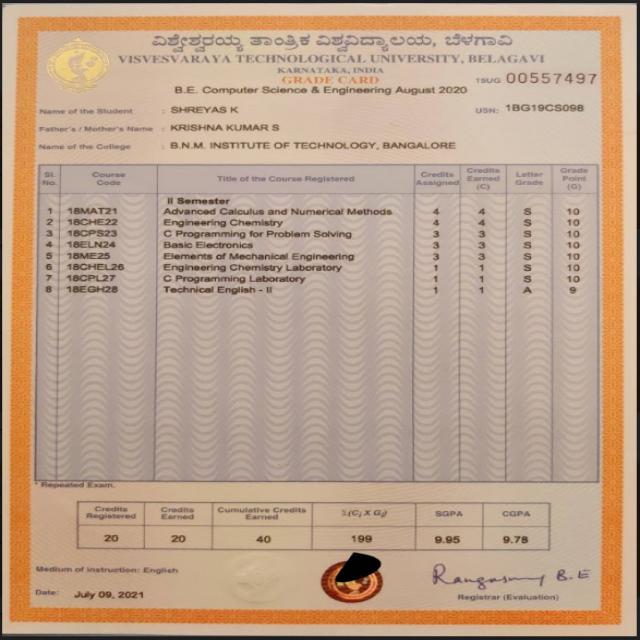 ವಿಶ್ವೇಶ್ವರಯ್ಯ ತಾಂತ್ರಿಕ ವಿಶ್ವವಿದ್ಯಾಲಯ, ಬೆಳಗಾವಿ
VISVESVARAYA TECHNOLOGICAL UNIVERSITY, BELAGAVI
KARNATAKA, INDIA
GRADE CARD
19UG 00557497
B.E. Computer Science & Engineering August 2020
Name of the Student : SHREYAS K USN: 1BG19CS098
Father's / Mother's Name : KRISHNA KUMAR S
Name of the College : B.N.M. INSTITUTE OF TECHNOLOGY, BANGALORE
Sl. No. Course Code Title of the Course Registered Credits Assigned Credits Earned (C) Letter Grade Grade Point (G)
II Semester
1 18MAT21 Advanced Calculus and Numerical Methods 4 4 S 10
2 18CHE22 Engineering Chemistry 4 4 S 10
3 18CPS23 C Programming for Problem Solving 3 3 S 10
4 18ELN24 Basic Electronics 3 3 S 10
5 18ME25 Elements of Mechanical Engineering 3 3 S 10
6 18CHEL26 Engineering Chemistry Laboratory 1 1 S 10
7 18CPL27 C Programming Laboratory 1 1 S 10
8 18EGH28 Technical English - II 1 1 A 9
* Repeated Exam.
Credits Registered Credits Earned Cumulative Credits Earned Σ(Ci X Gi) SGPA CGPA
20 20 40 199 9.95 9.78
Medium of instruction: English
Date: July 09, 2021
Rangaswamy B.E
Registrar (Evaluation)